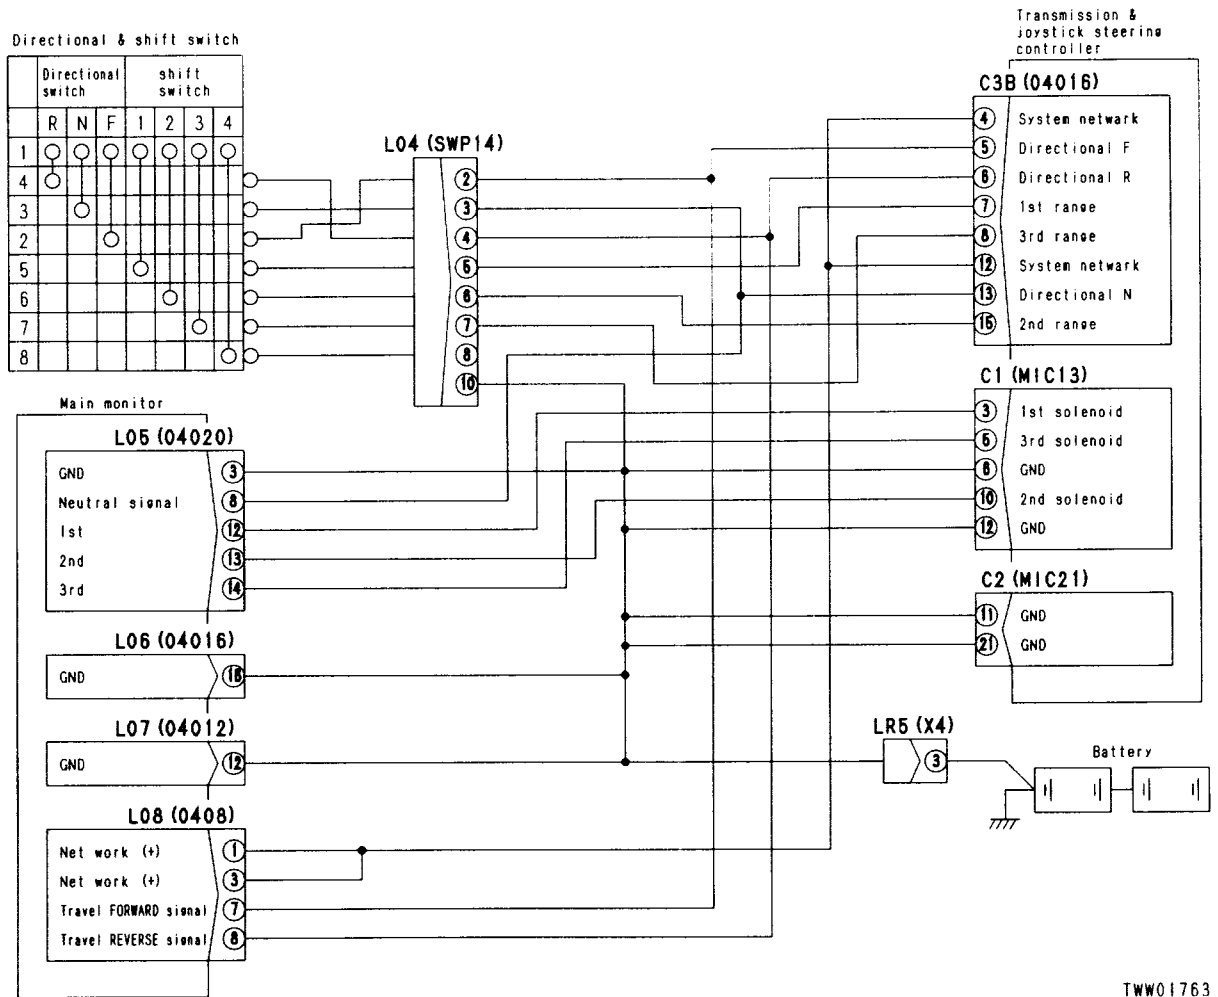 Directional & shift switch
Directional
switch
shift
switch
R N F 1 2 3 4
1
4
3
2
5
6
7
8
L04 (SWP14)
2
3
4
5
6
7
8
10
Transmission &
joystick steering
controller
C3B (04016)
4 System netwark
5 Directional F
6 Directional R
7 1st range
8 3rd range
12 System netwark
13 Directional N
15 2nd range
C1 (MIC13)
3 1st solenoid
5 3rd solenoid
6 GND
10 2nd solenoid
12 GND
C2 (MIC21)
11 GND
21 GND
Main monitor
L05 (04020)
GND 3
Neutral signal 8
1st 12
2nd 13
3rd 14
L06 (04016)
GND 16
L07 (04012)
GND 12
L08 (0408)
Net work (+) 1
Net work (+) 3
Travel FORWARD signal 7
Travel REVERSE signal 8
LR5 (X4)
3
Battery
TWW01763